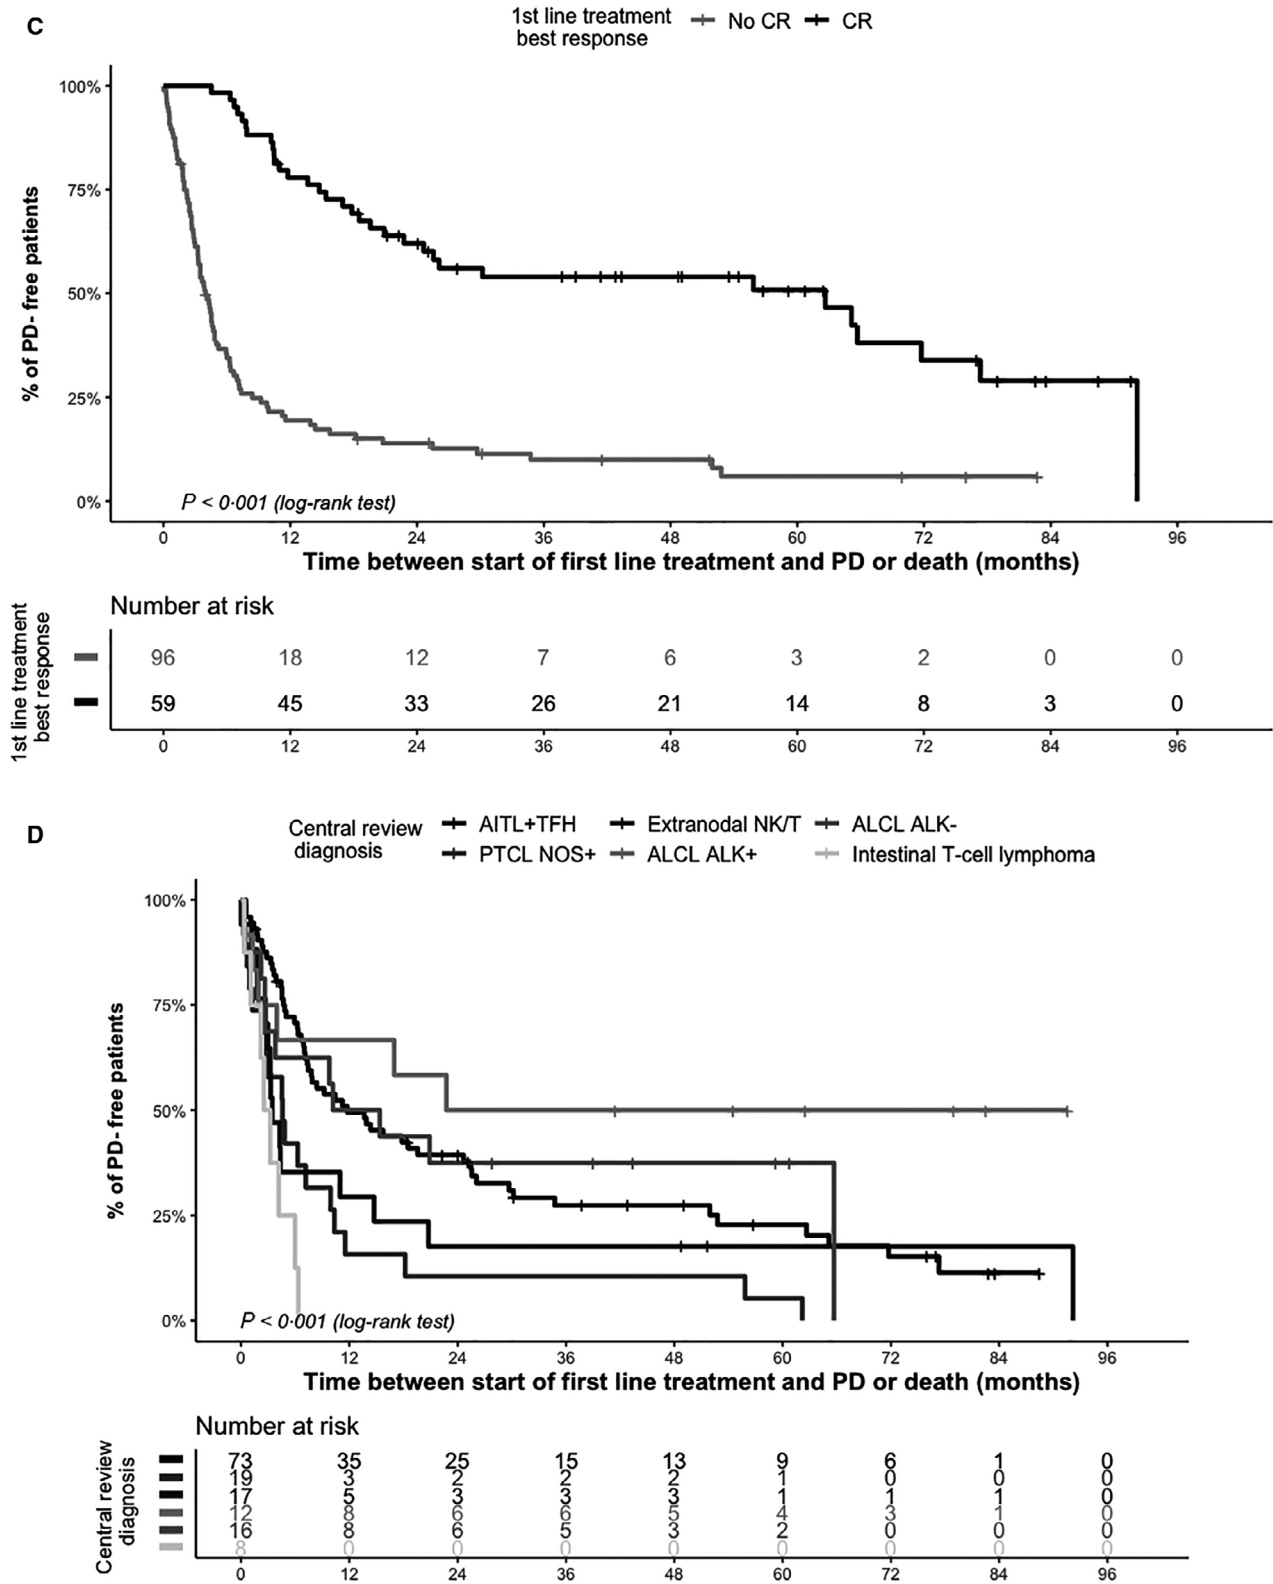 C
1st line treatment
best response
No CR
CR
100%
75%
50%
25%
0%
% of PD- free patients
P < 0·001 (log-rank test)
0 12 24 36 48 60 72 84 96
Time between start of first line treatment and PD or death (months)
Number at risk
1st line treatment
best response
96 18 12 7 6 3 2 0 0
59 45 33 26 21 14 8 3 0
0 12 24 36 48 60 72 84 96
D
Central review
diagnosis
AITL+TFH Extranodal NK/T ALCL ALK-
PTCL NOS+ ALCL ALK+ Intestinal T-cell lymphoma
100%
75%
50%
25%
0%
% of PD- free patients
P < 0·001 (log-rank test)
0 12 24 36 48 60 72 84 96
Time between start of first line treatment and PD or death (months)
Number at risk
Central review
diagnosis
73 35 25 15 13 9 6 1 0
19 3 2 2 2 1 0 0 0
17 5 3 3 3 1 1 1 0
12 8 6 6 5 4 3 1 0
16 8 6 5 3 2 0 0 0
8 0 0 0 0 0 0 0 0
0 12 24 36 48 60 72 84 96